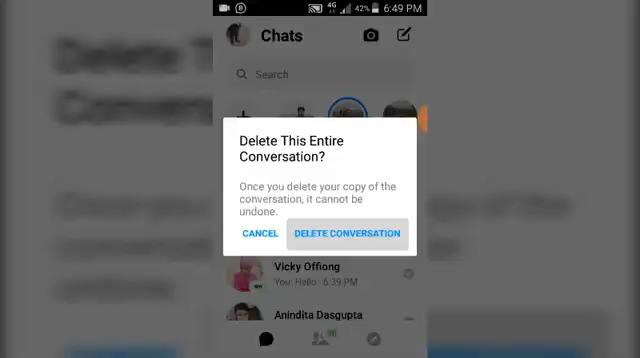 4G 42% 6:49 PM
Chats
Search
Delete This Entire
Conversation?
Once you delete your copy of the
conversation, it cannot be
undone.
CANCEL DELETE CONVERSATION
Vicky Offiong
You: Hello · 6:39 PM
Anindita Dasgupta